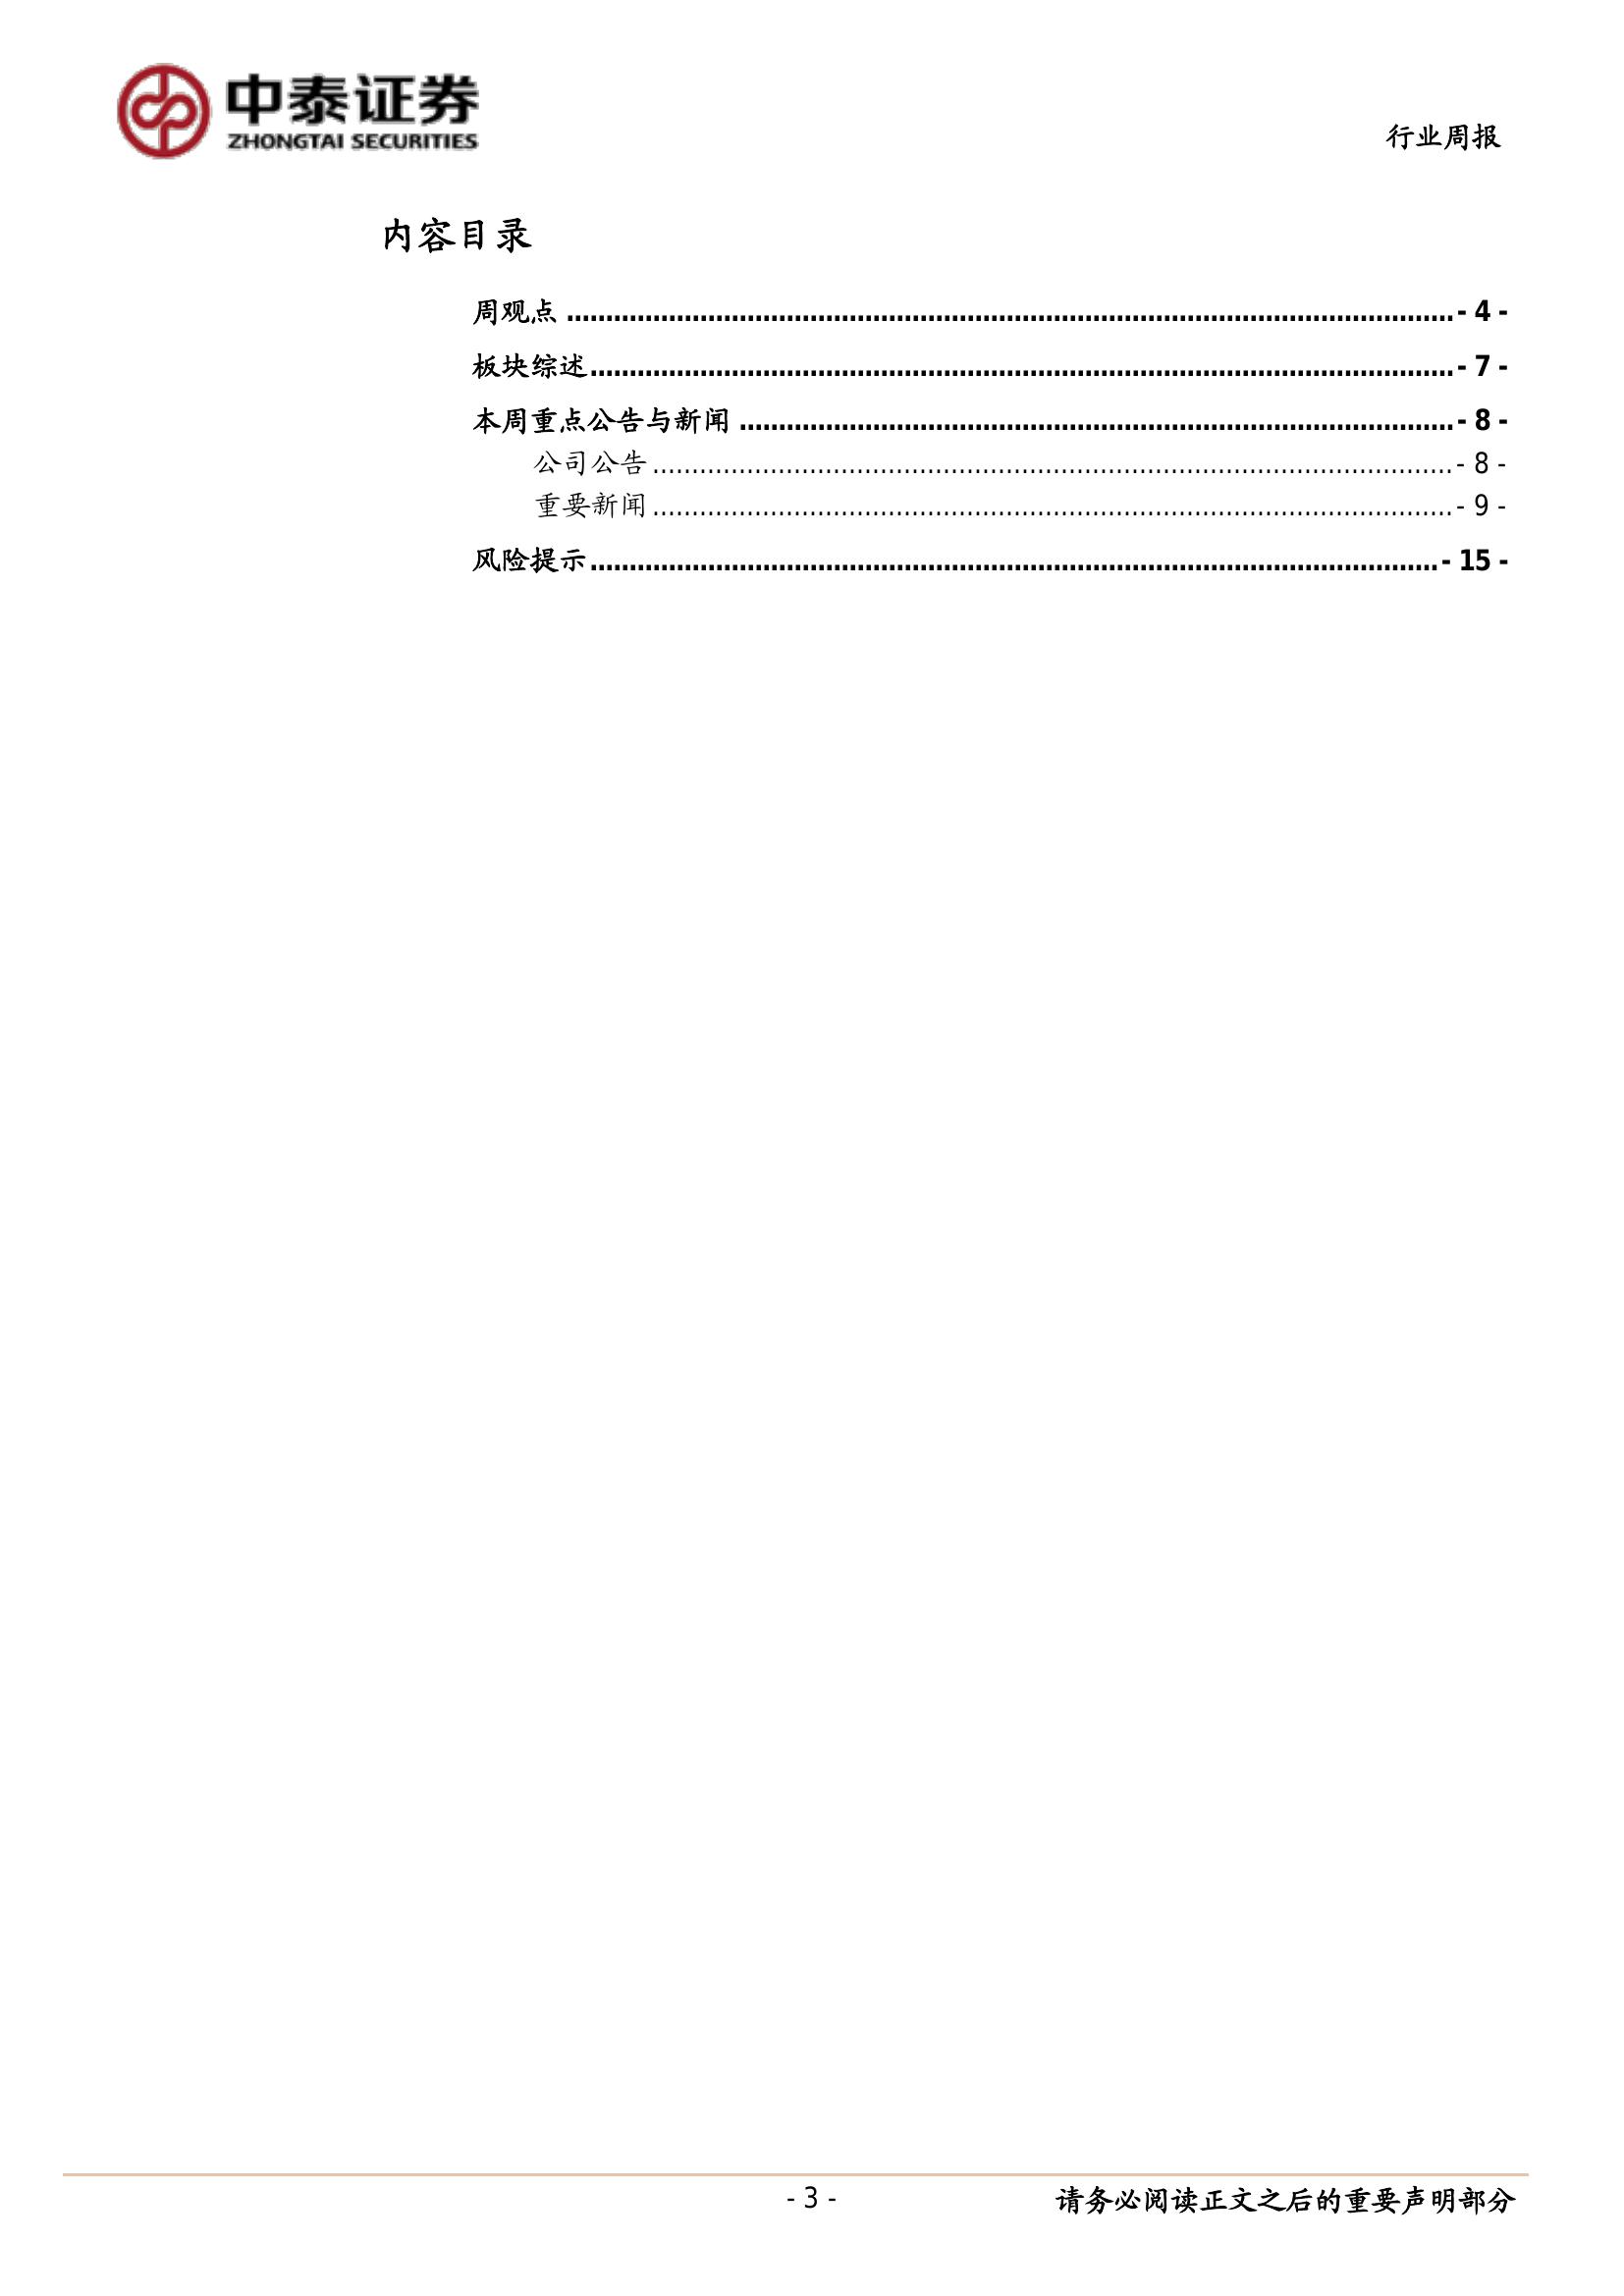 中泰证券
ZHONGTAI SECURITIES
行业周报
内容目录
周观点 ........................................................................................................ - 4 -
板块综述 ........................................................................................................ - 7 -
本周重点公告与新闻 ........................................................................................ - 8 -
公司公告 ........................................................................................................ - 8 -
重要新闻 ........................................................................................................ - 9 -
风险提示 ........................................................................................................ - 15 -
- 3 -
请务必阅读正文之后的重要声明部分